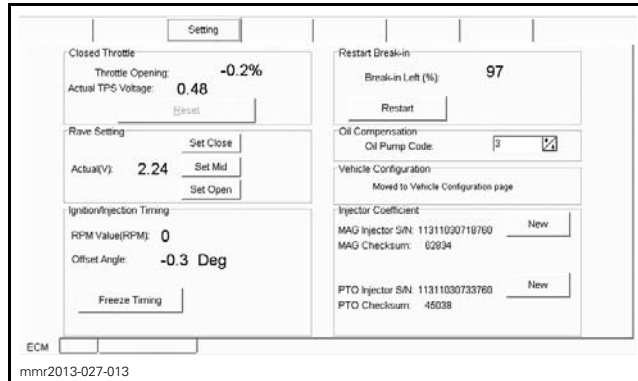 Setting
Closed Throttle
Throttle Opening: -0.2%
Actual TPS Voltage: 0.48
Reset
Rave Setting
Set Close
Actual(V): 2.24 Set Mid
Set Open
Ignition/Injection Timing
RPM Value(RPM): 0
Offset Angle: -0.3 Deg
Freeze Timing
Restart Break-in
Break-in Left (%): 97
Restart
Oil Compensation
Oil Pump Code: 3 +/-
Vehicle Configuration
Moved to Vehicle Configuration page
Injector Coefficient
MAG Injector S/N: 11311030718760 New
MAG Checksum: 62834
PTO Injector S/N: 11311030733760 New
PTO Checksum: 45038
ECM
mmr2013-027-013